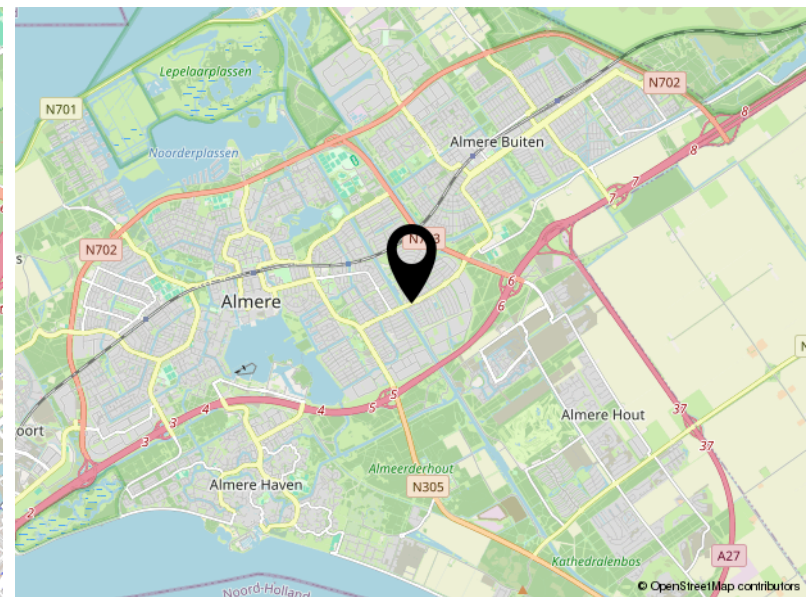 Lepelaarplassen
N701
N702
Noorderplassen
Almere Buiten
8
8
7
7
N702
6
6
Almere
5
5
4
4
3
3
2
oort
Almere Hout
37
37
Almeerderhout
Almere Haven
N305
A27
Kathedralenbos
Noord-Holland
© OpenStreetMap contributors